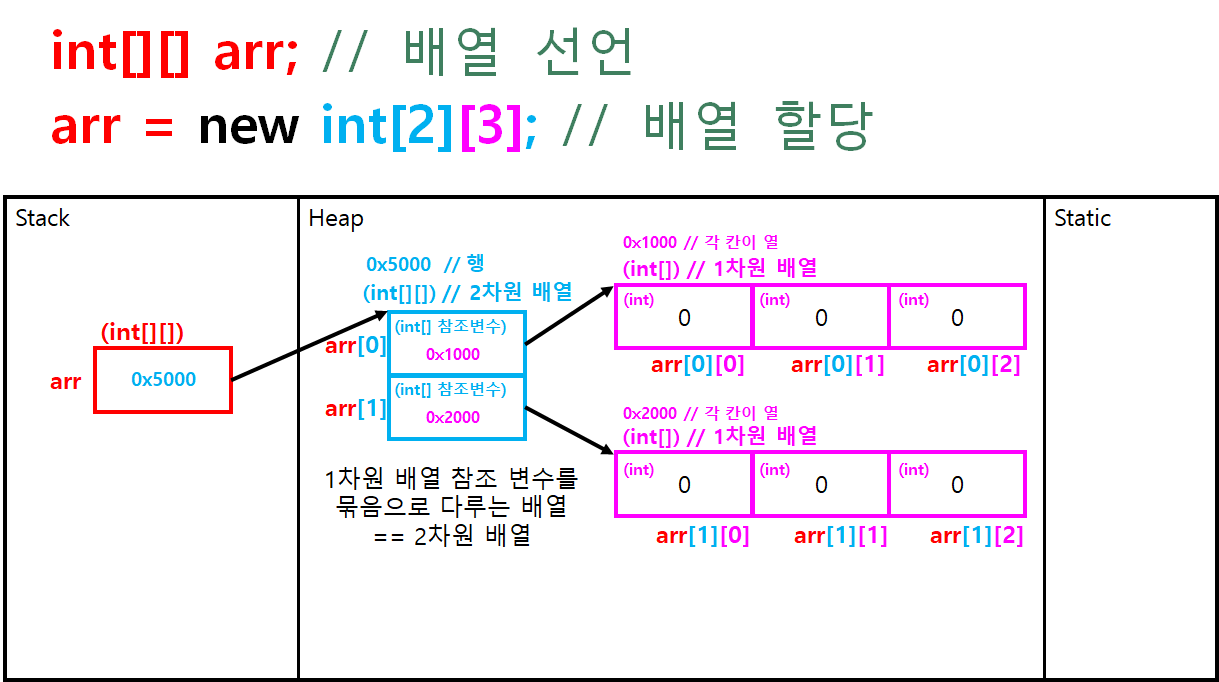 int[][] arr; // 배열 선언
arr = new int[2][3]; // 배열 할당
Stack
Heap
Static
(int[][])
arr
0x5000
0x5000 // 행
(int[][]) // 2차원 배열
arr[0]
(int[] 참조변수)
0x1000
arr[1]
(int[] 참조변수)
0x2000
1차원 배열 참조 변수를
묶음으로 다루는 배열
== 2차원 배열
0x1000 // 각 칸이 열
(int[]) // 1차원 배열
(int) (int) (int)
0 0 0
arr[0][0] arr[0][1] arr[0][2]
0x2000 // 각 칸이 열
(int[]) // 1차원 배열
(int) (int) (int)
0 0 0
arr[1][0] arr[1][1] arr[1][2]